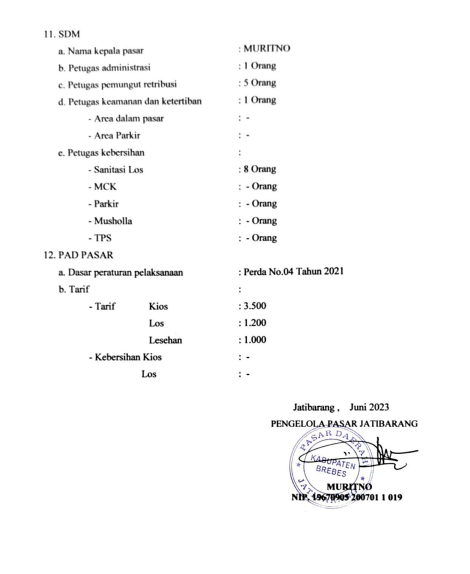 11. SDM
a. Nama kepala pasar : MURITNO
b. Petugas administrasi : 1 Orang
c. Petugas pemungut retribusi : 5 Orang
d. Petugas keamanan dan ketertiban : 1 Orang
- Area dalam pasar : -
- Area Parkir : -
e. Petugas kebersihan :
- Sanitasi Los : 8 Orang
- MCK : - Orang
- Parkir : - Orang
- Musholla : - Orang
- TPS : - Orang
12. PAD PASAR
a. Dasar peraturan pelaksanaan : Perda No.04 Tahun 2021
b. Tarif :
- Tarif Kios : 3.500
Los : 1.200
Lesehan : 1.000
- Kebersihan Kios : -
Los : -
Jatibarang , Juni 2023
PENGELOLA PASAR JATIBARANG
PASAR DAERAH
KABUPATEN
BREBES
MURITNO
NIP. 19670905 200701 1 019